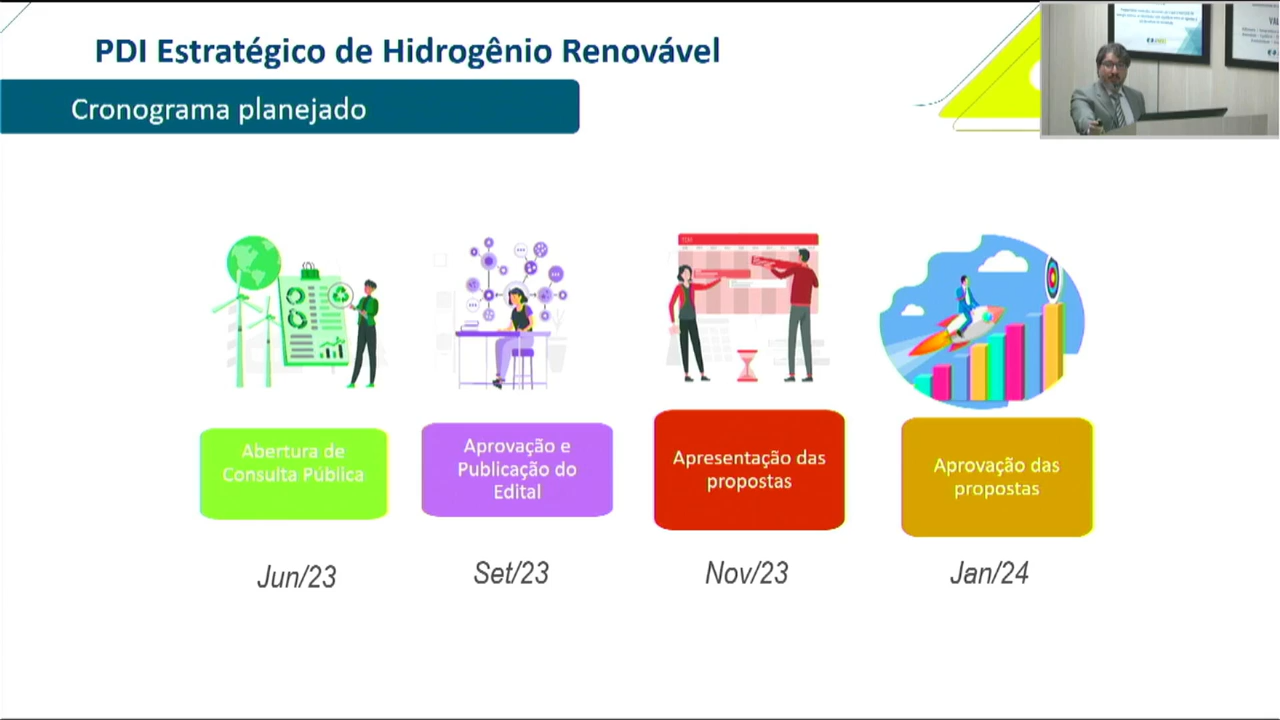 PDI Estratégico de Hidrogênio Renovável
Cronograma planejado
Abertura de
Consulta Pública
Aprovação e
Publicação do
Edital
Apresentação das
propostas
Aprovação das
propostas
Jun/23
Set/23
Nov/23
Jan/24